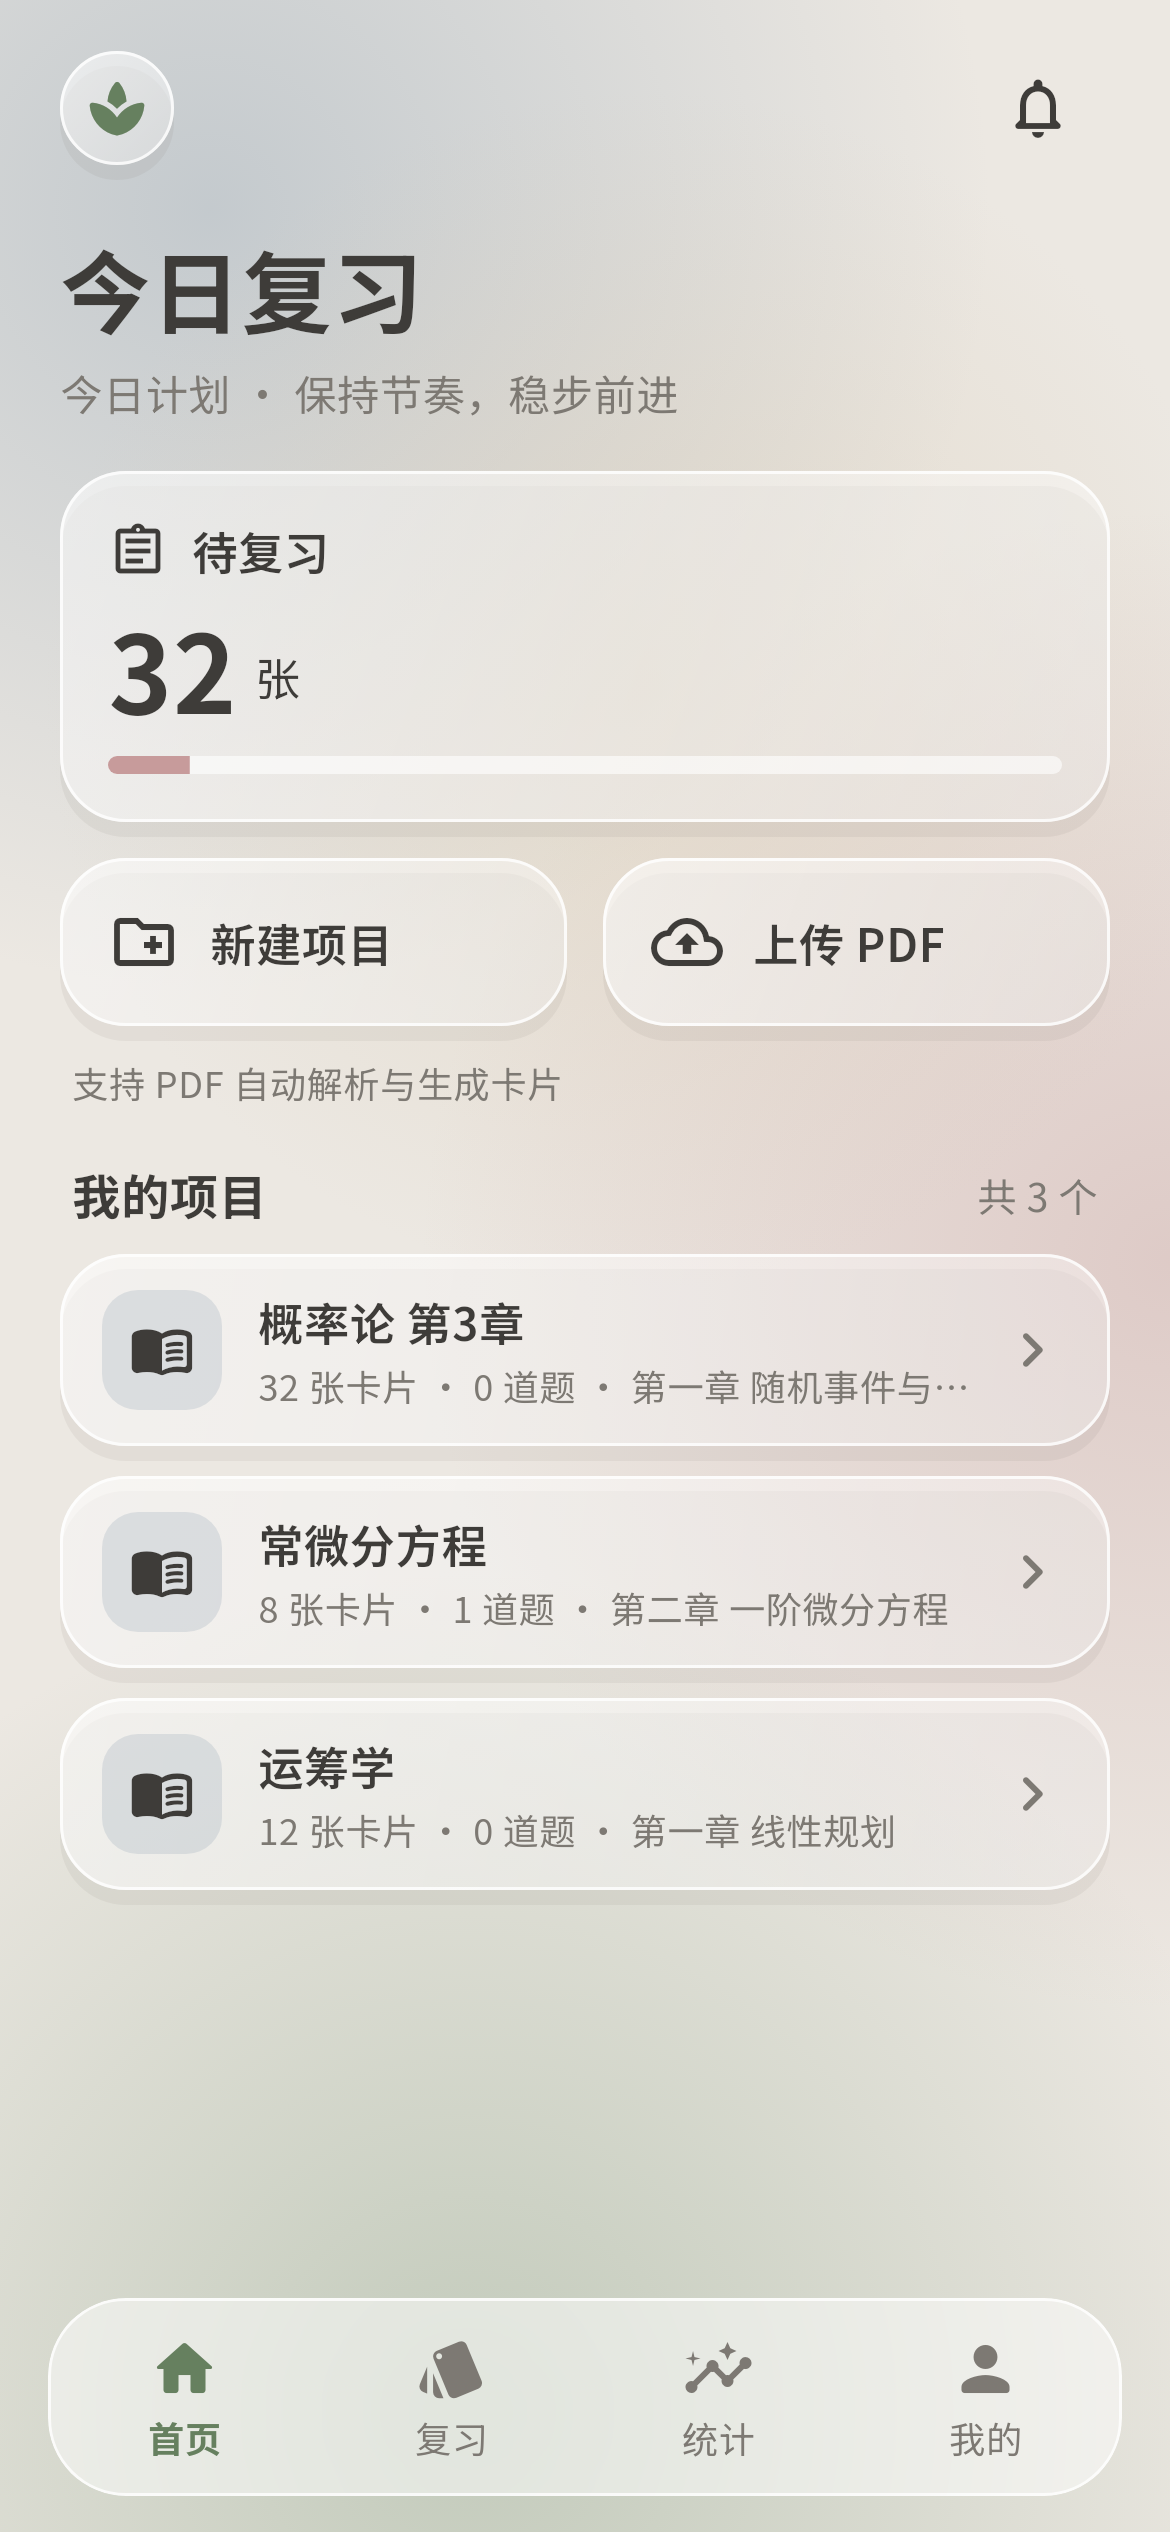 今日复习
今日计划 · 保持节奏，稳步前进
待复习
32 张
新建项目
上传 PDF
支持 PDF 自动解析与生成卡片
我的项目
共 3 个
概率论 第3章
32 张卡片 · 0 道题 · 第一章 随机事件与…
常微分方程
8 张卡片 · 1 道题 · 第二章 一阶微分方程
运筹学
12 张卡片 · 0 道题 · 第一章 线性规划
首页
复习
统计
我的